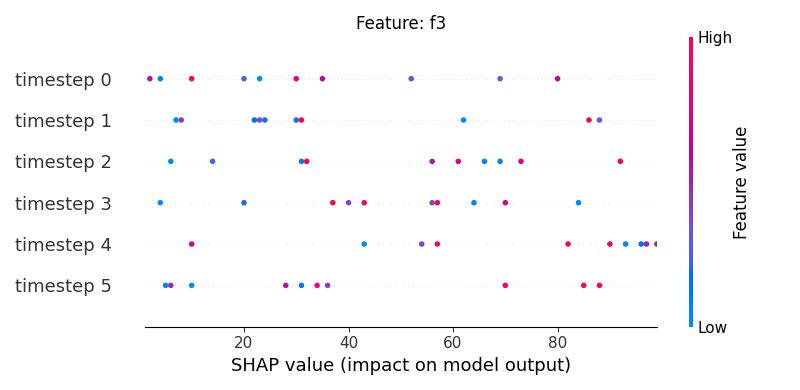 Feature: f3
High
timestep 0
timestep 1
timestep 2
timestep 3
timestep 4
timestep 5
Feature value
Low
20 40 60 80
SHAP value (impact on model output)